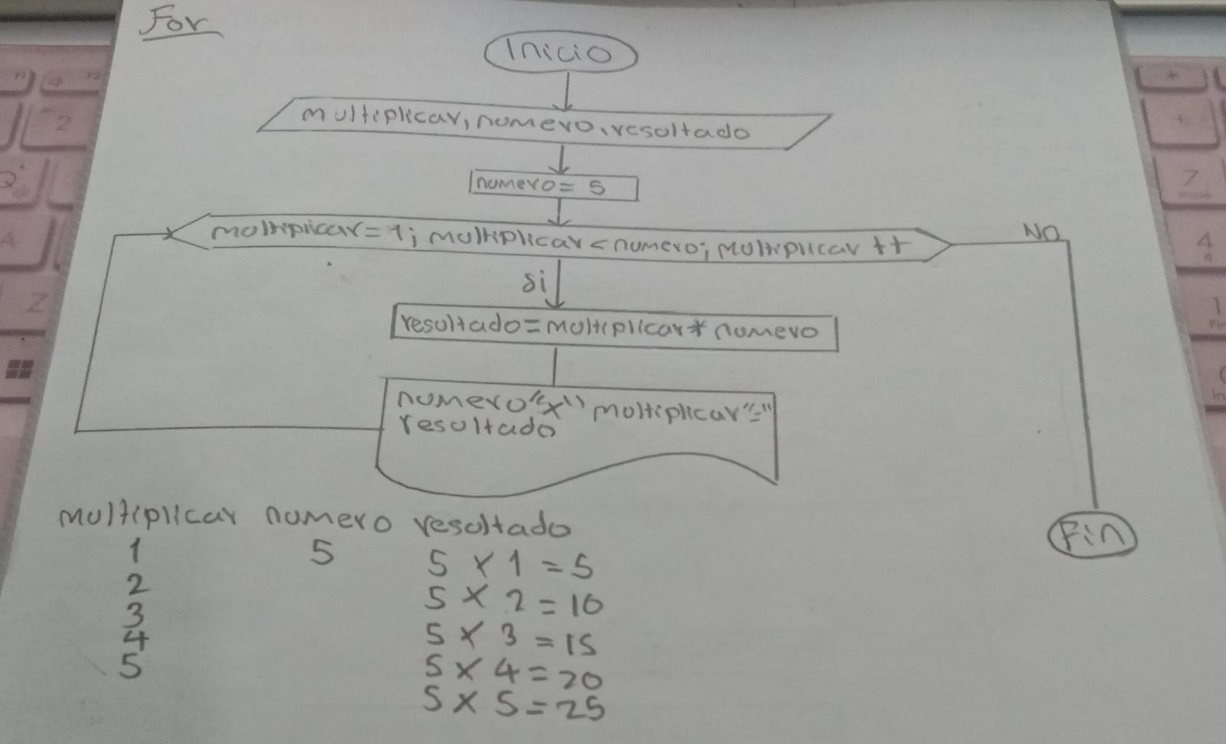 For
Inicio
multiplicar, numero, resultado
numero = 5
multiplicar = 1; multiplicar < numero; multiplicar ++
No
si
resultado = multiplicar * numero
numero "x" multiplicar "="
resultado
Fin
multiplicar numero resultado
1 5 5 x 1 = 5
2 5 x 2 = 10
3 5 x 3 = 15
4 5 x 4 = 20
5 5 x 5 = 25